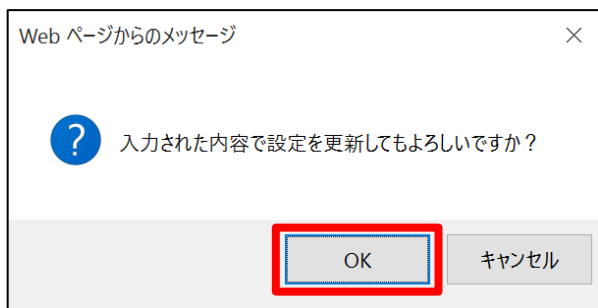 Web ページからのメッセージ
入力された内容で設定を更新してもよろしいですか？
OK
キャンセル